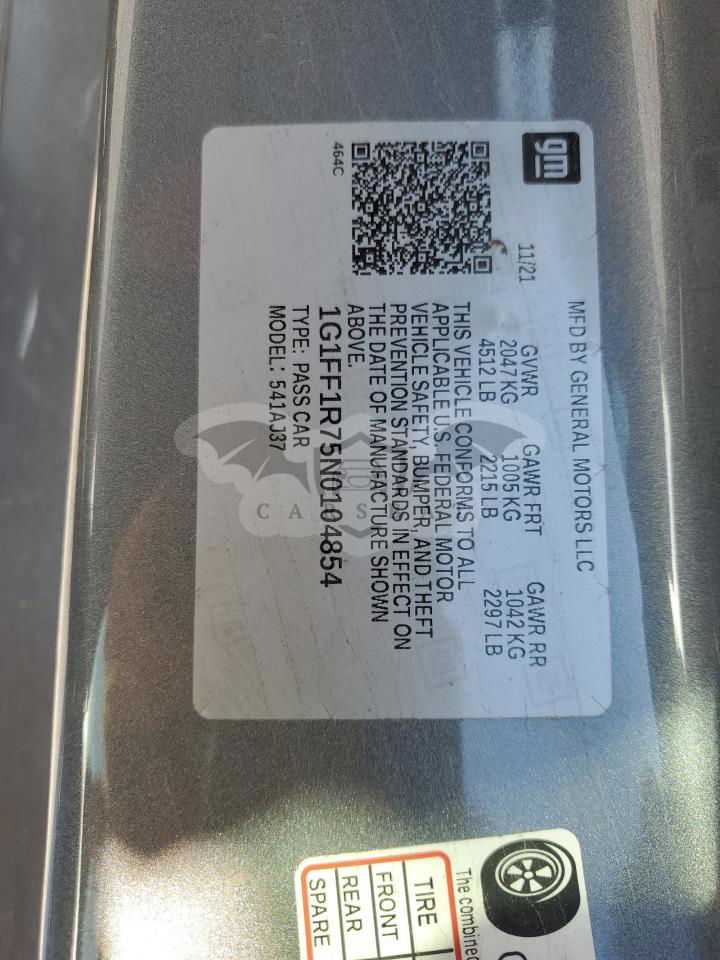 gm
MFD BY GENERAL MOTORS LLC
11/21
GVWR GAWR FRT GAWR RR
2047 KG 1005 KG 1042 KG
4512 LB 2215 LB 2297 LB
THIS VEHICLE CONFORMS TO ALL
APPLICABLE U.S. FEDERAL MOTOR
VEHICLE SAFETY, BUMPER, AND THEFT
PREVENTION STANDARDS IN EFFECT ON
THE DATE OF MANUFACTURE SHOWN
ABOVE.
1G1FF1R75N0104854
TYPE: PASS CAR
MODEL: 541AJ37
464C
The combined
TIRE
FRONT
REAR
SPARE